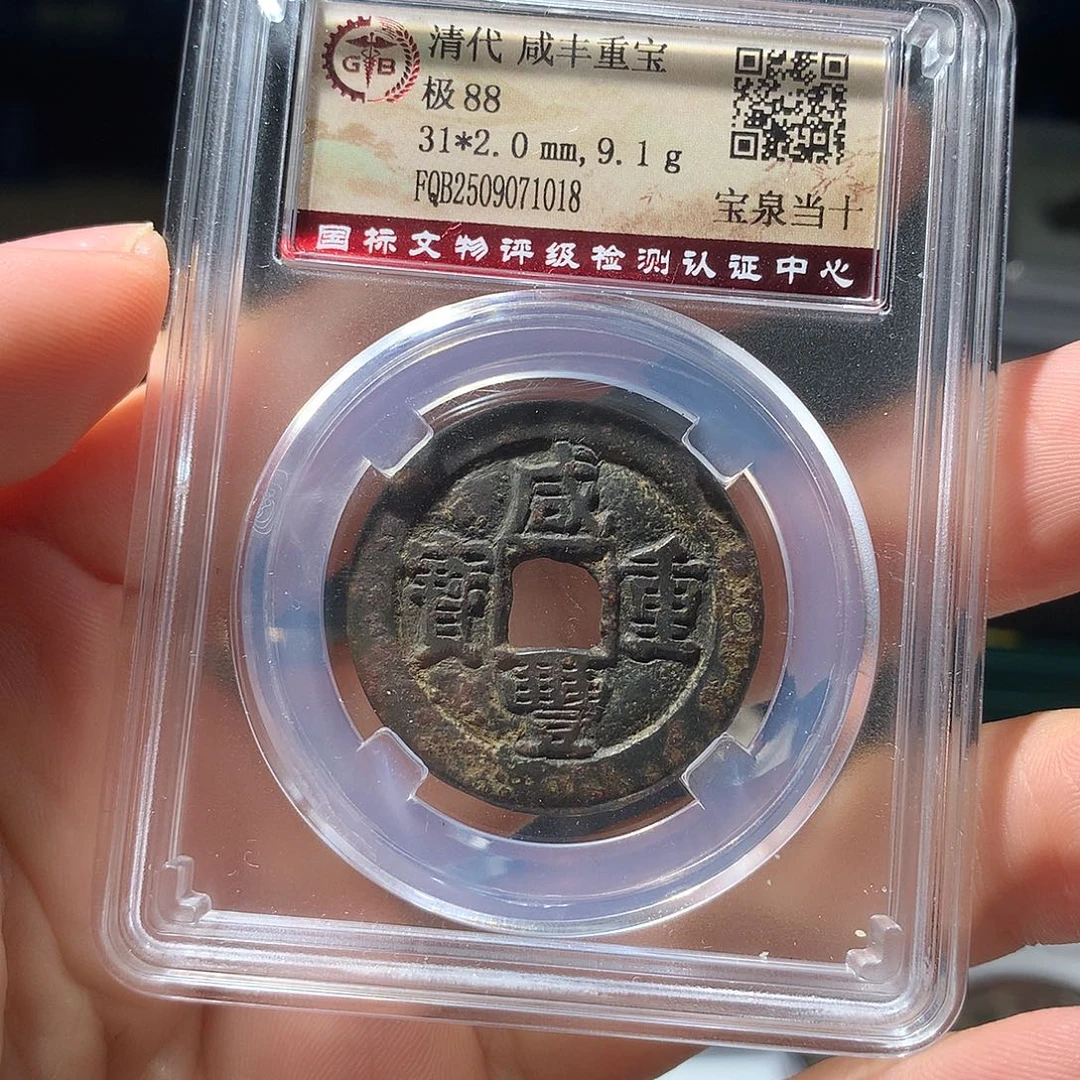 GB
清代 咸丰重宝
极88
31*2.0 mm,9.1 g
FQB2509071018
宝泉当十
国标文物评级检测认证中心
咸
寶 重
豐